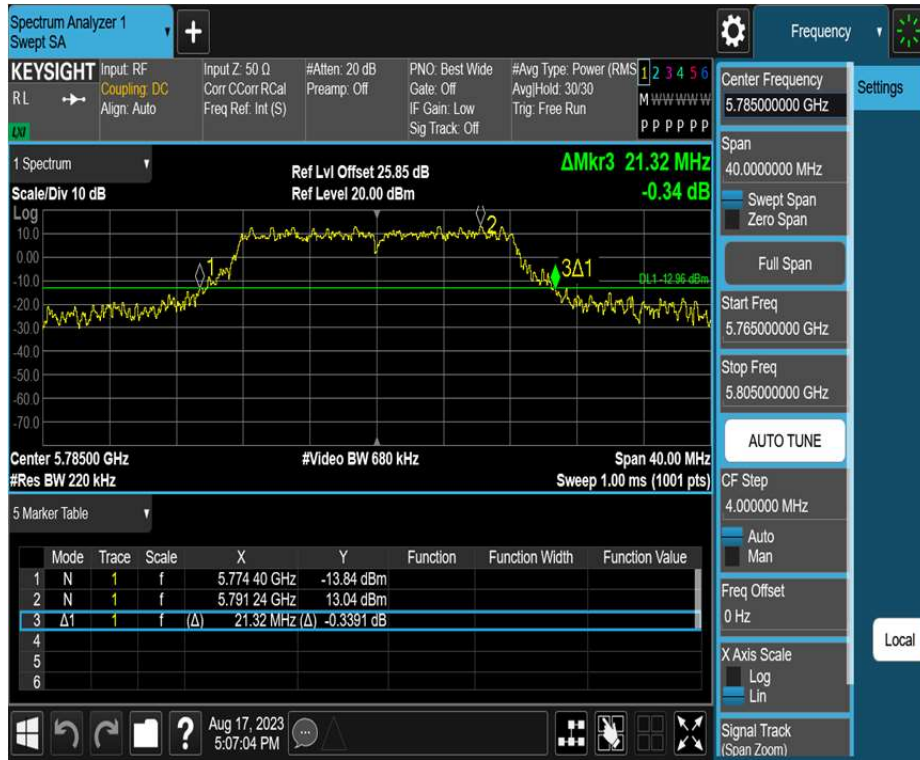 Spectrum Analyzer 1
Swept SA
+
Frequency
KEYSIGHT
RL
LXI
Input: RF
Coupling: DC
Align: Auto
Input Z: 50 Ω
Corr CCorr RCal
Freq Ref: Int (S)
#Atten: 20 dB
Preamp: Off
PNO: Best Wide
Gate: Off
IF Gain: Low
Sig Track: Off
#Avg Type: Power (RMS
Avg|Hold: 30/30
Trig: Free Run
1 2 3 4 5 6
M W W W W W
P P P P P P
1 Spectrum
Scale/Div 10 dB
Ref Lvl Offset 25.85 dB
Ref Level 20.00 dBm
ΔMkr3 21.32 MHz
-0.34 dB
Log
10.0
0.00
-10.0
-20.0
-30.0
-40.0
-50.0
-60.0
-70.0
1
2
3Δ1
DL1 -12.96 dBm
Center 5.78500 GHz
#Res BW 220 kHz
#Video BW 680 kHz
Span 40.00 MHz
Sweep 1.00 ms (1001 pts)
5 Marker Table
Mode Trace Scale X Y Function Function Width Function Value
1 N 1 f 5.774 40 GHz -13.84 dBm
2 N 1 f 5.791 24 GHz 13.04 dBm
3 Δ1 1 f (Δ) 21.32 MHz (Δ) -0.3391 dB
4
5
6
Aug 17, 2023
5:07:04 PM
?
Center Frequency
5.785000000 GHz
Span
40.0000000 MHz
Swept Span
Zero Span
Full Span
Start Freq
5.765000000 GHz
Stop Freq
5.805000000 GHz
AUTO TUNE
CF Step
4.000000 MHz
Auto
Man
Freq Offset
0 Hz
X Axis Scale
Log
Lin
Signal Track
(Span Zoom)
Settings
Local